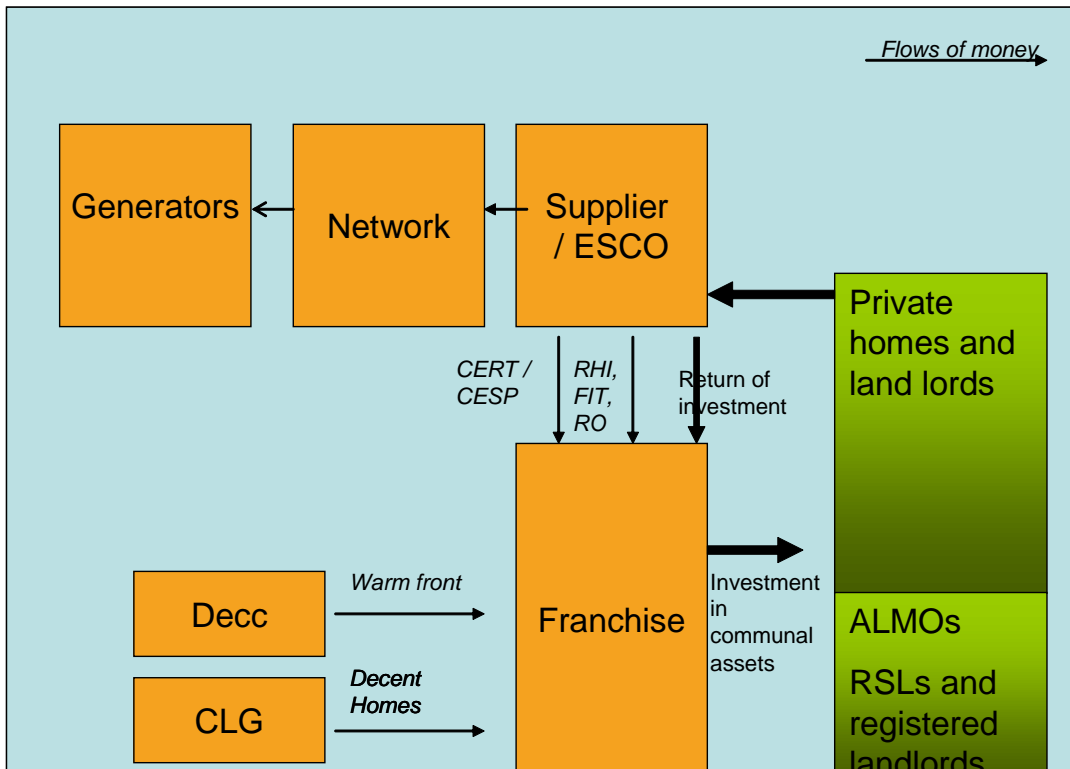 Flows of money
Generators
Network
Supplier
/ ESCO
Private
homes and
land lords
CERT /
CESP
RHI,
FIT,
RO
Return of
investment
Decc
Warm front
Franchise
Investment
in
communal
assets
ALMOs
RSLs and
registered
landlords
CLG
Decent
Homes